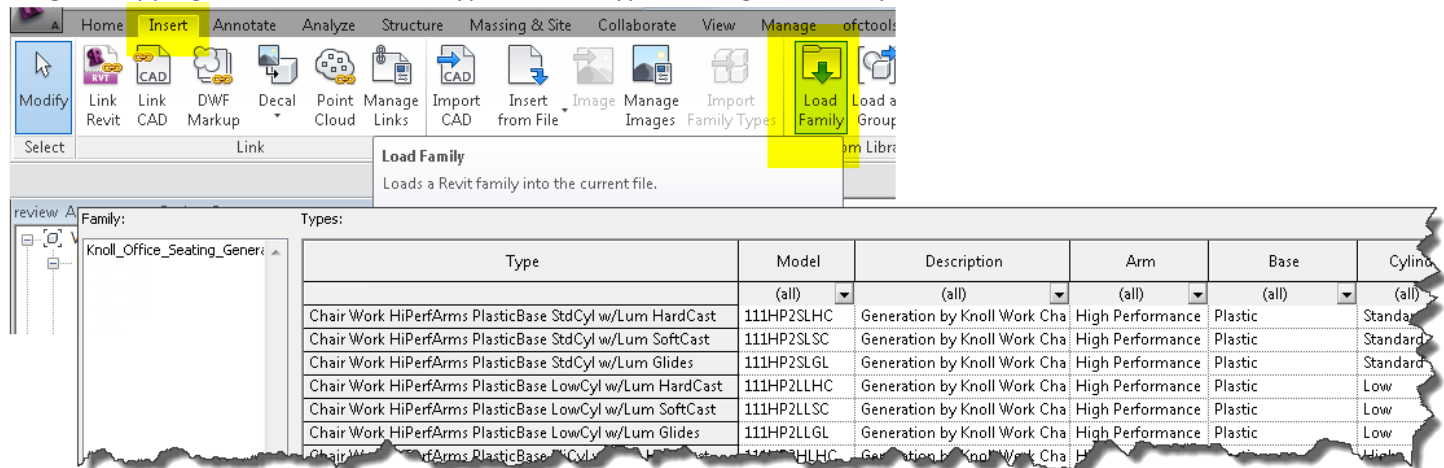 Home Insert Annotate Analyze Structure Massing & Site Collaborate View Manage ofctools
Modify
Link Revit
Link CAD
DWF Markup
Decal
Point Cloud
Manage Links
Import CAD
Insert from File
Image
Manage Images
Import Family Types
Load Family
Load a Group
RVT
CAD
CAD
Select
Link
Load Family
Loads a Revit family into the current file.
review
Family:
Types:
Knoll_Office_Seating_Genera
Type Model Description Arm Base Cylind
(all) (all) (all) (all) (all)
Chair Work HiPerfArms PlasticBase StdCyl w/Lum HardCast 111HP2SLHC Generation by Knoll Work Cha High Performance Plastic Standar
Chair Work HiPerfArms PlasticBase StdCyl w/Lum SoftCast 111HP2SLSC Generation by Knoll Work Cha High Performance Plastic Standard
Chair Work HiPerfArms PlasticBase StdCyl w/Lum Glides 111HP2SLGL Generation by Knoll Work Cha High Performance Plastic Standard
Chair Work HiPerfArms PlasticBase LowCyl w/Lum HardCast 111HP2LLHC Generation by Knoll Work Cha High Performance Plastic Low
Chair Work HiPerfArms PlasticBase LowCyl w/Lum SoftCast 111HP2LLSC Generation by Knoll Work Cha High Performance Plastic Low
Chair Work HiPerfArms PlasticBase LowCyl w/Lum Glides 111HP2LLGL Generation by Knoll Work Cha High Performance Plastic Low